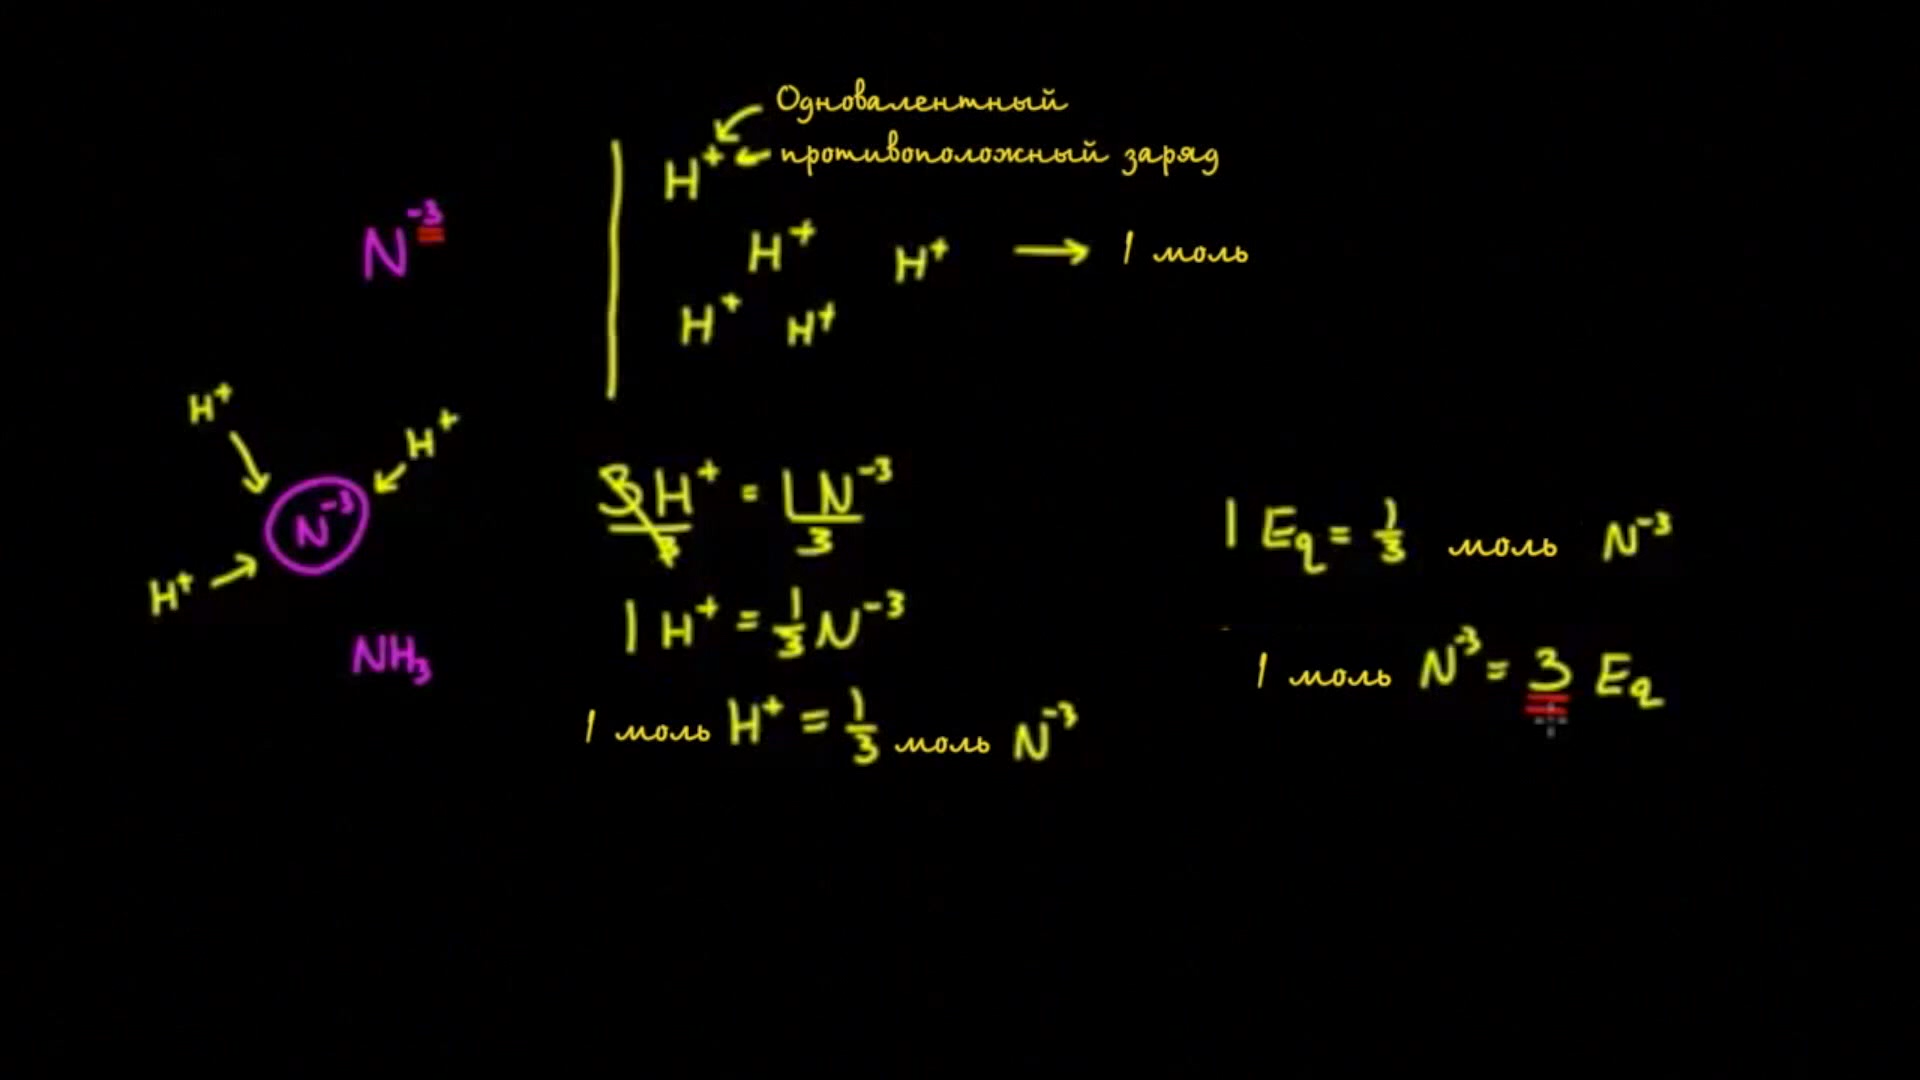 Одновалентный
H⁺ противоположный заряд
N⁻³
H⁺ H⁺ → 1 моль
H⁺ H⁺
H⁺
H⁺
N⁻³
H⁺
NH₃
3H⁺/3 = 1N⁻³/3
1 H⁺ = 1/3 N⁻³
1 моль H⁺ = 1/3 моль N⁻³
1 Eq = 1/3 моль N⁻³
1 моль N⁻³ = 3 Eq